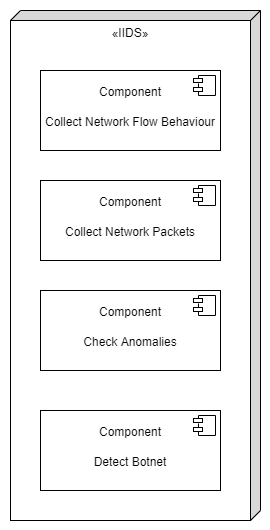 «IIDS»
Component
Collect Network Flow Behaviour
Component
Collect Network Packets
Component
Check Anomalies
Component
Detect Botnet